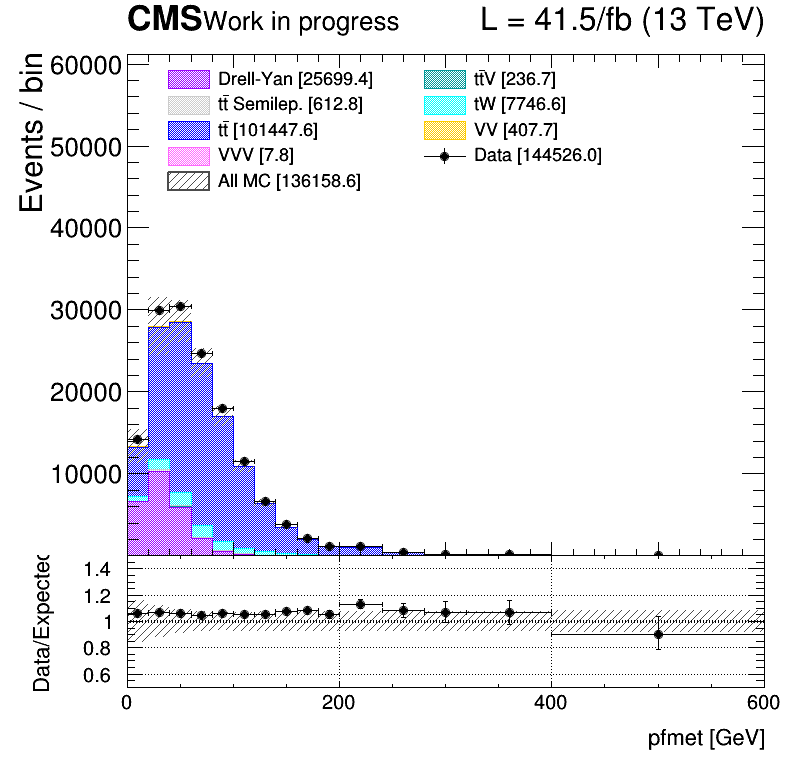 CMS Work in progress L = 41.5/fb (13 TeV)
Events / bin
60000
50000
40000
30000
20000
10000
Drell-Yan [25699.4]
tt̄ Semilep. [612.8]
tt̄ [101447.6]
VVV [7.8]
All MC [136158.6]
tt̄V [236.7]
tW [7746.6]
VV [407.7]
Data [144526.0]
Data/Expected
1.4
1.2
1
0.8
0.6
0 200 400 600
pfmet [GeV]